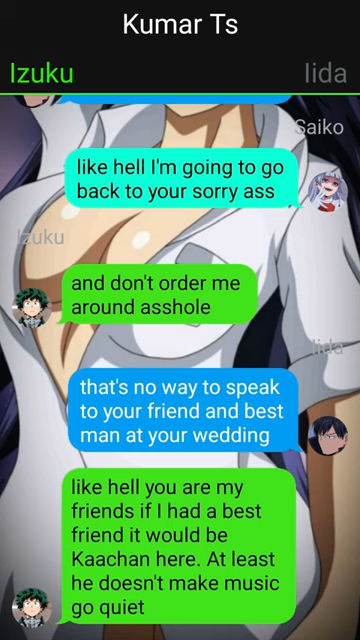 Kumar Ts
Izuku
Iida
Saiko
like hell I'm going to go
back to your sorry ass
Izuku
and don't order me
around asshole
Iida
that's no way to speak
to your friend and best
man at your wedding
like hell you are my
friends if I had a best
friend it would be
Kaachan here. At least
he doesn't make music
go quiet